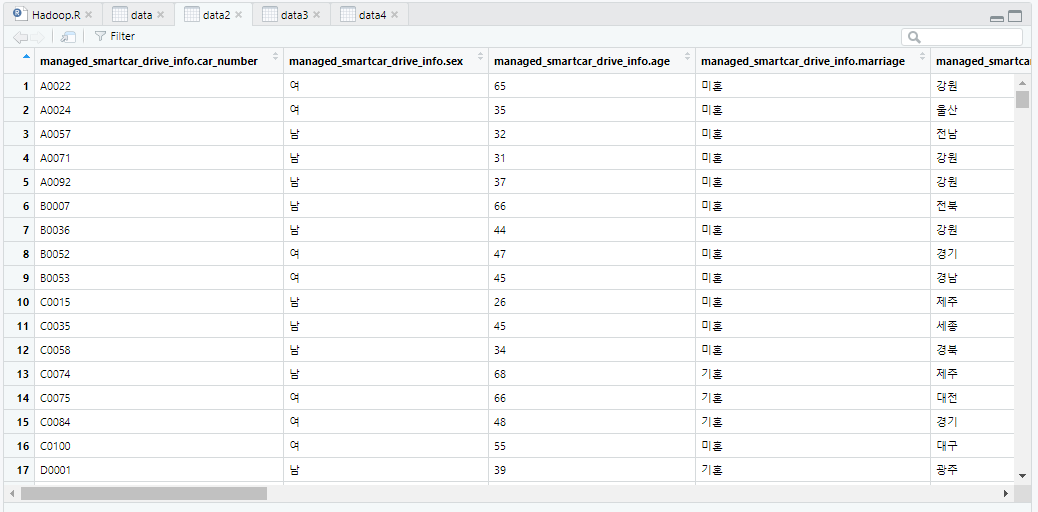 Hadoop.R data data2 data3 data4
Filter
managed_smartcar_drive_info.car_number managed_smartcar_drive_info.sex managed_smartcar_drive_info.age managed_smartcar_drive_info.marriage managed_smartcar
1 A0022 여 65 미혼 강원
2 A0024 여 35 미혼 울산
3 A0057 남 32 미혼 전남
4 A0071 남 31 미혼 강원
5 A0092 남 37 미혼 강원
6 B0007 남 66 미혼 전북
7 B0036 남 44 미혼 강원
8 B0052 여 47 미혼 경기
9 B0053 여 45 미혼 경남
10 C0015 남 26 미혼 제주
11 C0035 남 45 미혼 세종
12 C0058 남 34 미혼 경북
13 C0074 남 68 기혼 제주
14 C0075 여 66 기혼 대전
15 C0084 여 48 기혼 경기
16 C0100 여 55 미혼 대구
17 D0001 남 39 기혼 광주